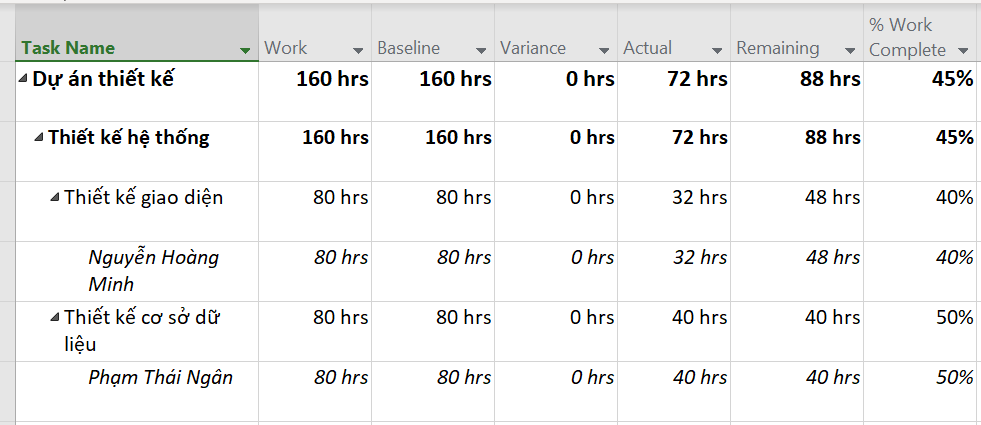 % Work
Task Name Work Baseline Variance Actual Remaining Complete
Dự án thiết kế 160 hrs 160 hrs 0 hrs 72 hrs 88 hrs 45%
Thiết kế hệ thống 160 hrs 160 hrs 0 hrs 72 hrs 88 hrs 45%
Thiết kế giao diện 80 hrs 80 hrs 0 hrs 32 hrs 48 hrs 40%
Nguyễn Hoàng 80 hrs 80 hrs 0 hrs 32 hrs 48 hrs 40%
Minh
Thiết kế cơ sở dữ 80 hrs 80 hrs 0 hrs 40 hrs 40 hrs 50%
liệu
Phạm Thái Ngân 80 hrs 80 hrs 0 hrs 40 hrs 40 hrs 50%